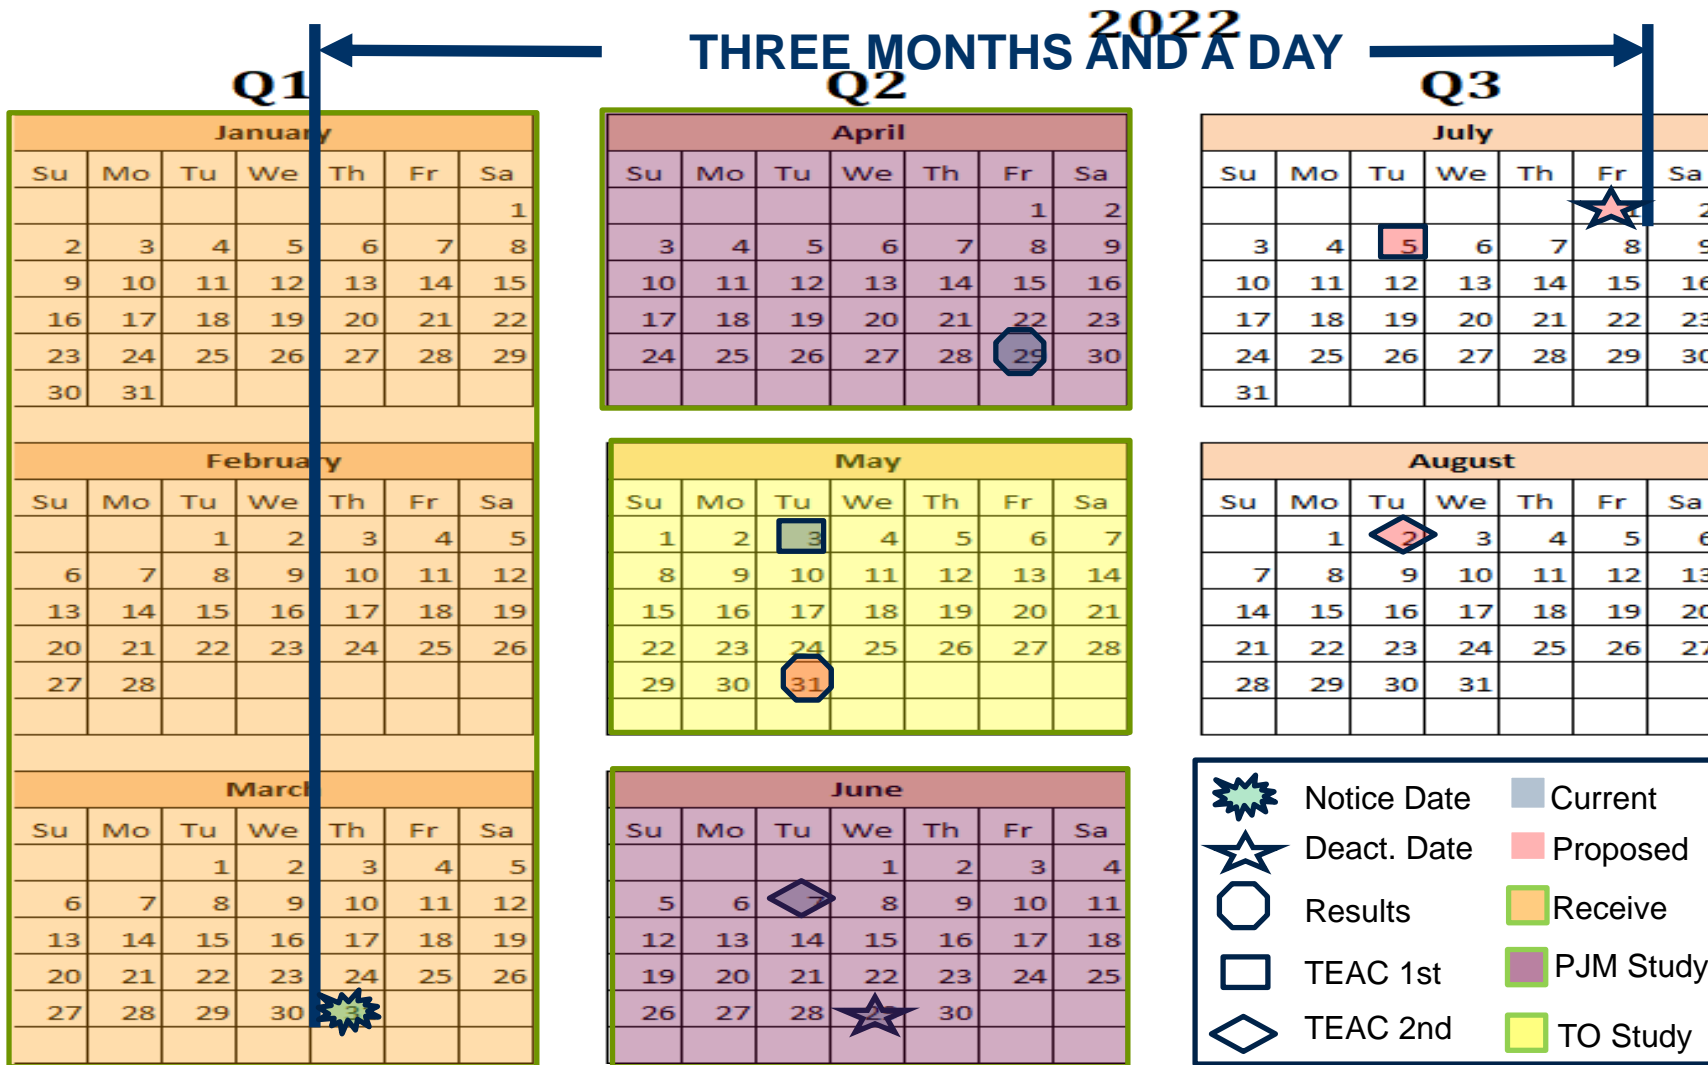 2022
THREE MONTHS AND A DAY
Q1 Q2 Q3
January
Su Mo Tu We Th Fr Sa
1
2 3 4 5 6 7 8
9 10 11 12 13 14 15
16 17 18 19 20 21 22
23 24 25 26 27 28 29
30 31
February
Su Mo Tu We Th Fr Sa
1 2 3 4 5
6 7 8 9 10 11 12
13 14 15 16 17 18 19
20 21 22 23 24 25 26
27 28
March
Su Mo Tu We Th Fr Sa
1 2 3 4 5
6 7 8 9 10 11 12
13 14 15 16 17 18 19
20 21 22 23 24 25 26
27 28 29 30
April
Su Mo Tu We Th Fr Sa
1 2
3 4 5 6 7 8 9
10 11 12 13 14 15 16
17 18 19 20 21 22 23
24 25 26 27 28 29 30
May
Su Mo Tu We Th Fr Sa
1 2 3 4 5 6 7
8 9 10 11 12 13 14
15 16 17 18 19 20 21
22 23 24 25 26 27 28
29 30 31
June
Su Mo Tu We Th Fr Sa
1 2 3 4
5 6 7 8 9 10 11
12 13 14 15 16 17 18
19 20 21 22 23 24 25
26 27 28 30
July
Su Mo Tu We Th Fr Sa
1 2
3 4 5 6 7 8 9
10 11 12 13 14 15 16
17 18 19 20 21 22 23
24 25 26 27 28 29 30
31
August
Su Mo Tu We Th Fr Sa
1 2 3 4 5 6
7 8 9 10 11 12 13
14 15 16 17 18 19 20
21 22 23 24 25 26 27
28 29 30 31
Notice Date Current
Deact. Date Proposed
Results Receive
TEAC 1st PJM Study
TEAC 2nd TO Study